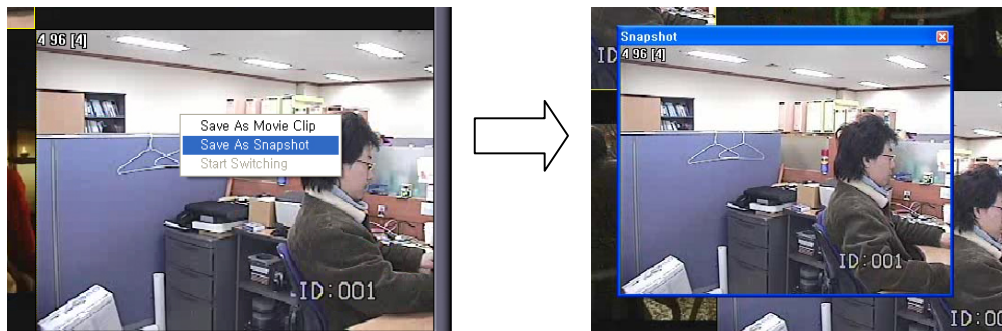 4 96 [4]
Save As Movie Clip
Save As Snapshot
Start Switching
ID:001
Snapshot
ID
4 96 [4]
ID:001
ID:00